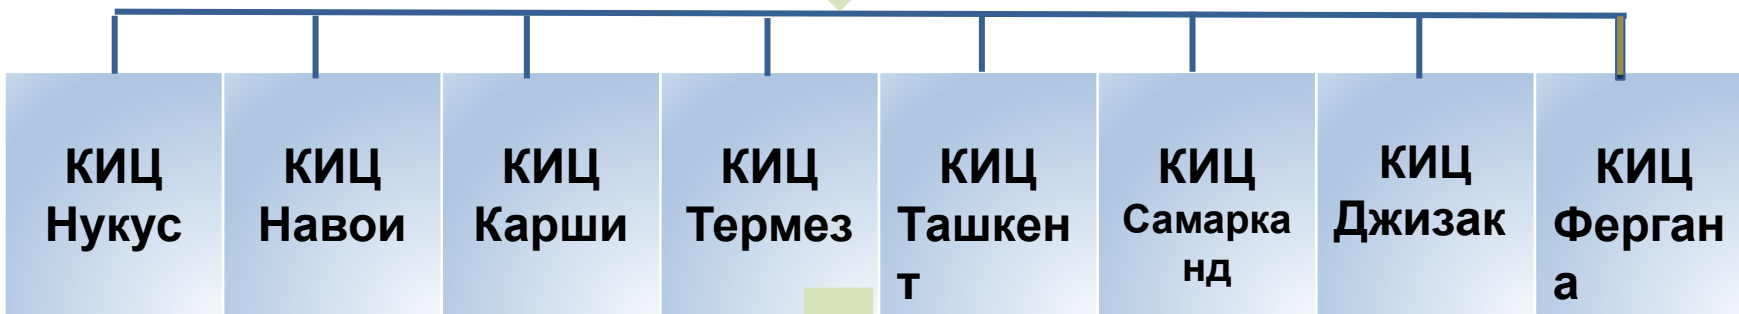 КИЦ
Нукус
КИЦ
Навои
КИЦ
Карши
КИЦ
Термез
КИЦ
Ташкен
т
КИЦ
Самарка
нд
КИЦ
Джизак
КИЦ
Ферган
а